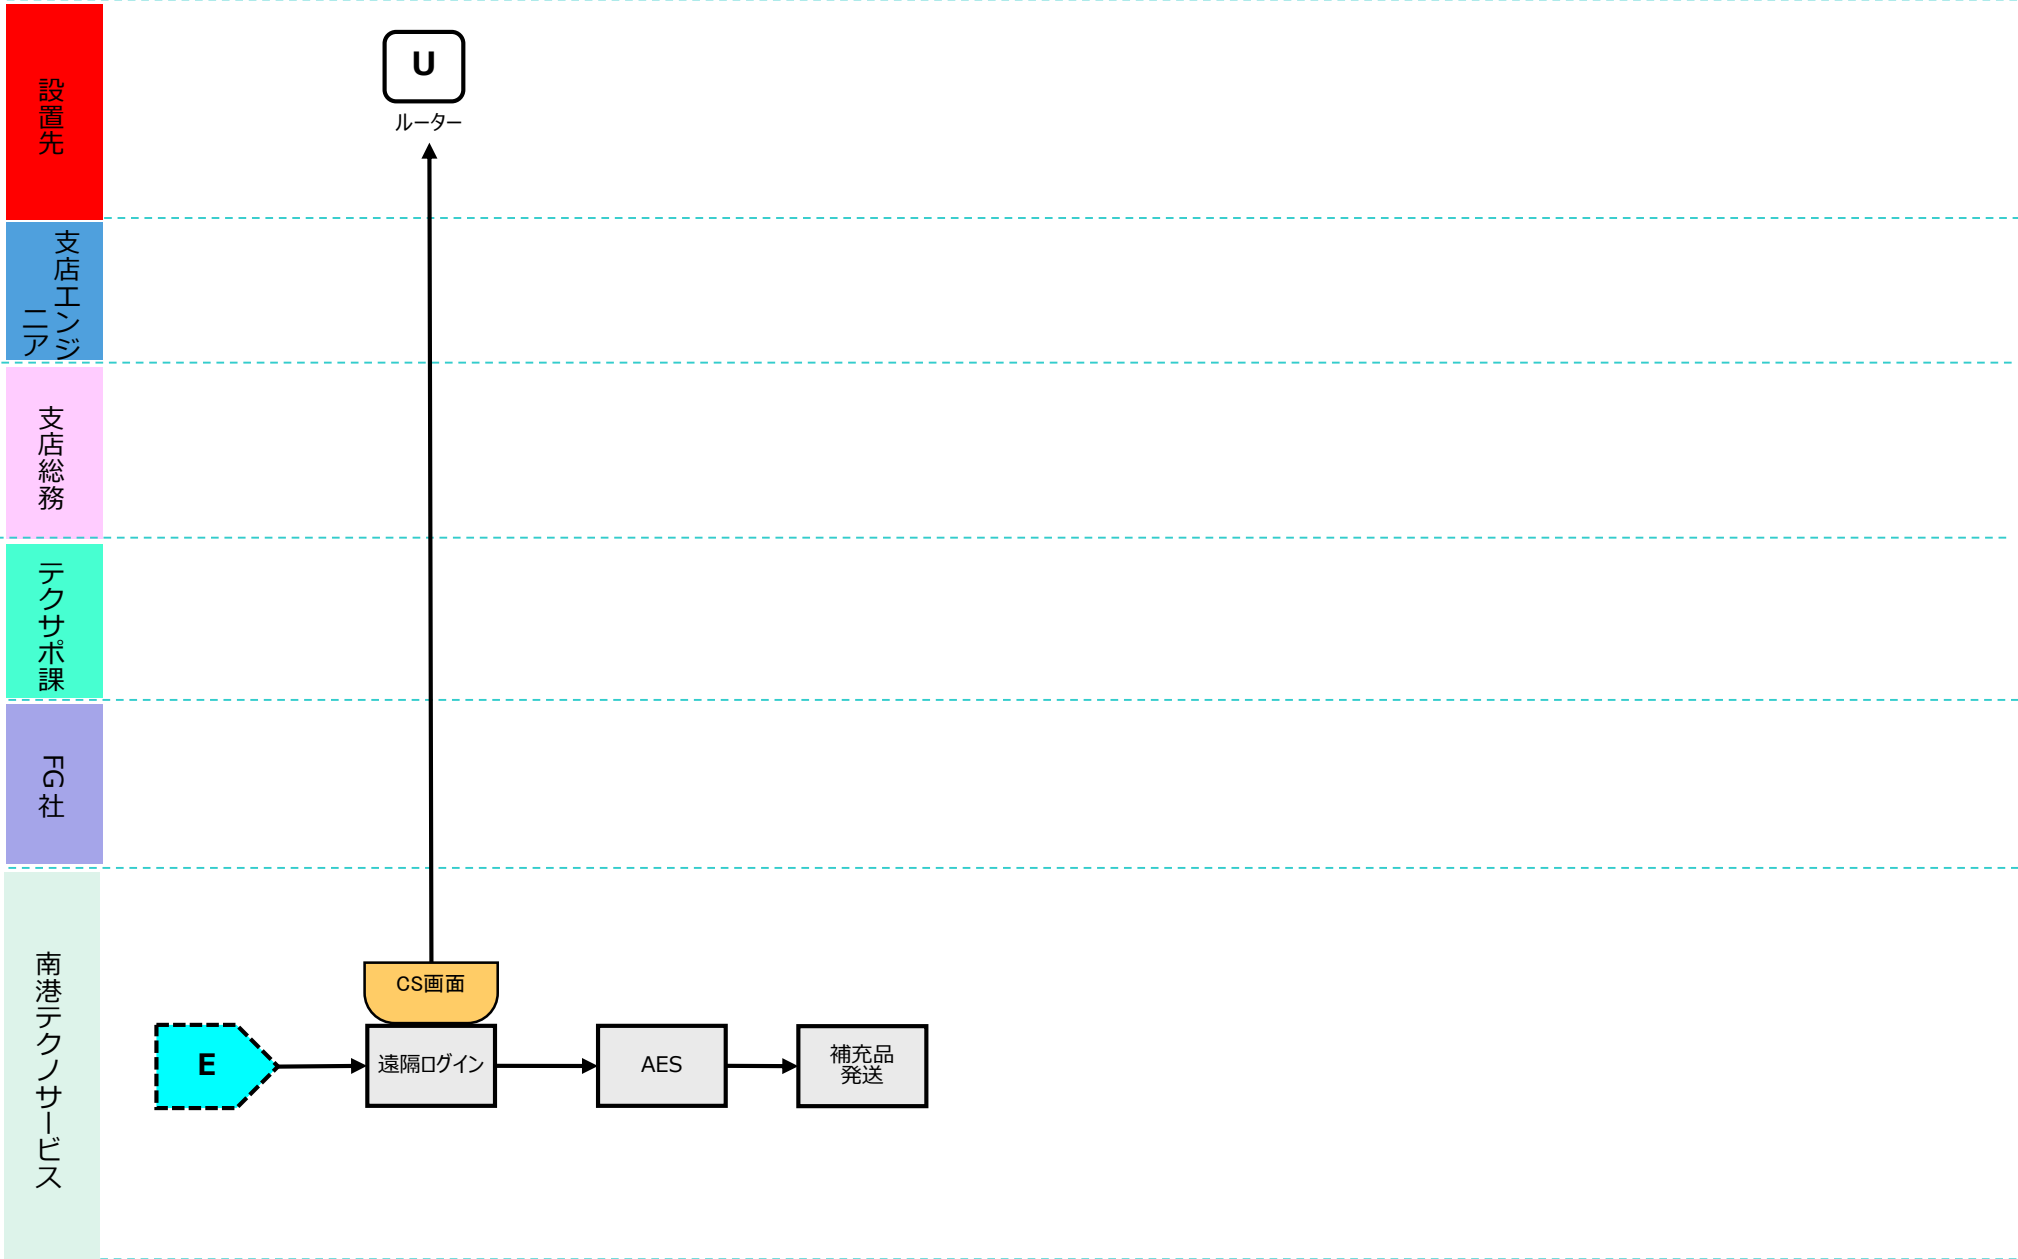 設置先
U
ルーター
支店エンジ
ニア
支店総務
テクサポ課
FG社
南港テクノサービス
CS画面
E
遠隔ログイン
AES
補充品
発送